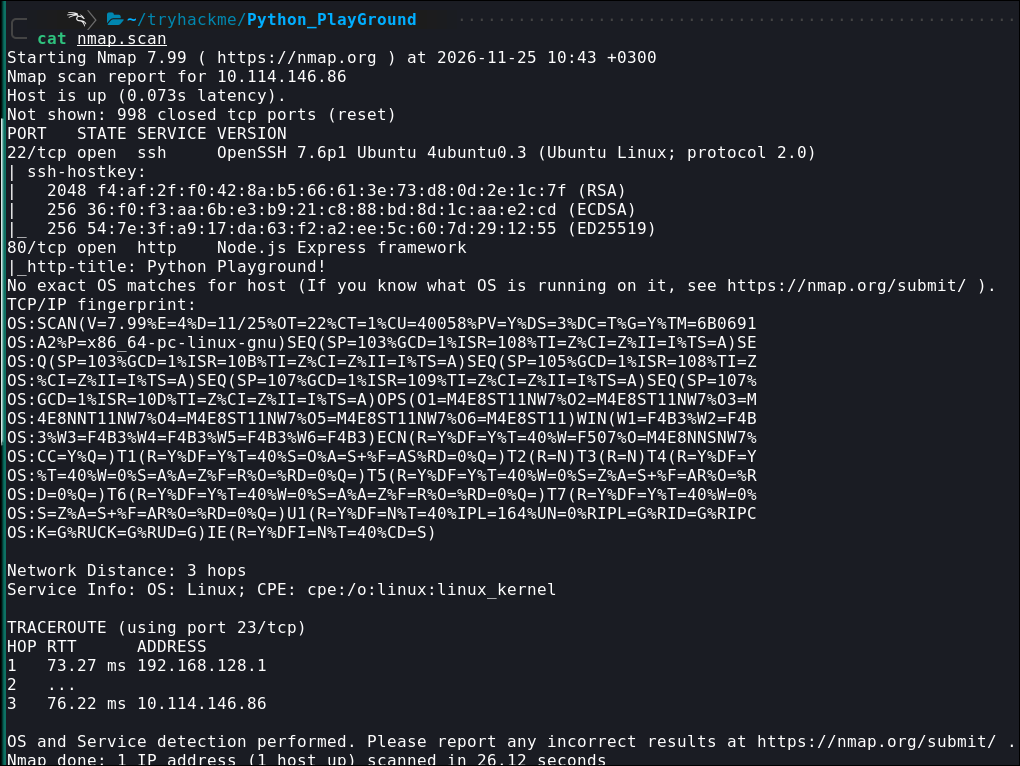 ~/tryhackme/Python_PlayGround
cat nmap.scan
Starting Nmap 7.99 ( https://nmap.org ) at 2026-11-25 10:43 +0300
Nmap scan report for 10.114.146.86
Host is up (0.073s latency).
Not shown: 998 closed tcp ports (reset)
PORT   STATE SERVICE VERSION
22/tcp open  ssh     OpenSSH 7.6p1 Ubuntu 4ubuntu0.3 (Ubuntu Linux; protocol 2.0)
| ssh-hostkey:
|   2048 f4:af:2f:f0:42:8a:b5:66:61:3e:73:d8:0d:2e:1c:7f (RSA)
|   256 36:f0:f3:aa:6b:e3:b9:21:c8:88:bd:8d:1c:aa:e2:cd (ECDSA)
|_  256 54:7e:3f:a9:17:da:63:f2:a2:ee:5c:60:7d:29:12:55 (ED25519)
80/tcp open  http    Node.js Express framework
|_http-title: Python Playground!
No exact OS matches for host (If you know what OS is running on it, see https://nmap.org/submit/ ).
TCP/IP fingerprint:
OS:SCAN(V=7.99%E=4%D=11/25%OT=22%CT=1%CU=40058%PV=Y%DS=3%DC=T%G=Y%TM=6B0691
OS:A2%P=x86_64-pc-linux-gnu)SEQ(SP=103%GCD=1%ISR=108%TI=Z%CI=Z%II=I%TS=A)SE
OS:Q(SP=103%GCD=1%ISR=10B%TI=Z%CI=Z%II=I%TS=A)SEQ(SP=105%GCD=1%ISR=108%TI=Z
OS:%CI=Z%II=I%TS=A)SEQ(SP=107%GCD=1%ISR=109%TI=Z%CI=Z%II=I%TS=A)SEQ(SP=107%
OS:GCD=1%ISR=10D%TI=Z%CI=Z%II=I%TS=A)OPS(O1=M4E8ST11NW7%O2=M4E8ST11NW7%O3=M
OS:4E8NNT11NW7%O4=M4E8ST11NW7%O5=M4E8ST11NW7%O6=M4E8ST11)WIN(W1=F4B3%W2=F4B
OS:3%W3=F4B3%W4=F4B3%W5=F4B3%W6=F4B3)ECN(R=Y%DF=Y%T=40%W=F507%O=M4E8NNSNW7%
OS:CC=Y%Q=)T1(R=Y%DF=Y%T=40%S=O%A=S+%F=AS%RD=0%Q=)T2(R=N)T3(R=N)T4(R=Y%DF=Y
OS:%T=40%W=0%S=A%A=Z%F=R%O=%RD=0%Q=)T5(R=Y%DF=Y%T=40%W=0%S=Z%A=S+%F=AR%O=%R
OS:D=0%Q=)T6(R=Y%DF=Y%T=40%W=0%S=A%A=Z%F=R%O=%RD=0%Q=)T7(R=Y%DF=Y%T=40%W=0%
OS:S=Z%A=S+%F=AR%O=%RD=0%Q=)U1(R=Y%DF=N%T=40%IPL=164%UN=0%RIPL=G%RID=G%RIPC
OS:K=G%RUCK=G%RUD=G)IE(R=Y%DFI=N%T=40%CD=S)
Network Distance: 3 hops
Service Info: OS: Linux; CPE: cpe:/o:linux:linux_kernel
TRACEROUTE (using port 23/tcp)
HOP RTT      ADDRESS
1   73.27 ms 192.168.128.1
2   ...
3   76.22 ms 10.114.146.86
OS and Service detection performed. Please report any incorrect results at https://nmap.org/submit/ .
Nmap done: 1 IP address (1 host up) scanned in 26.12 seconds